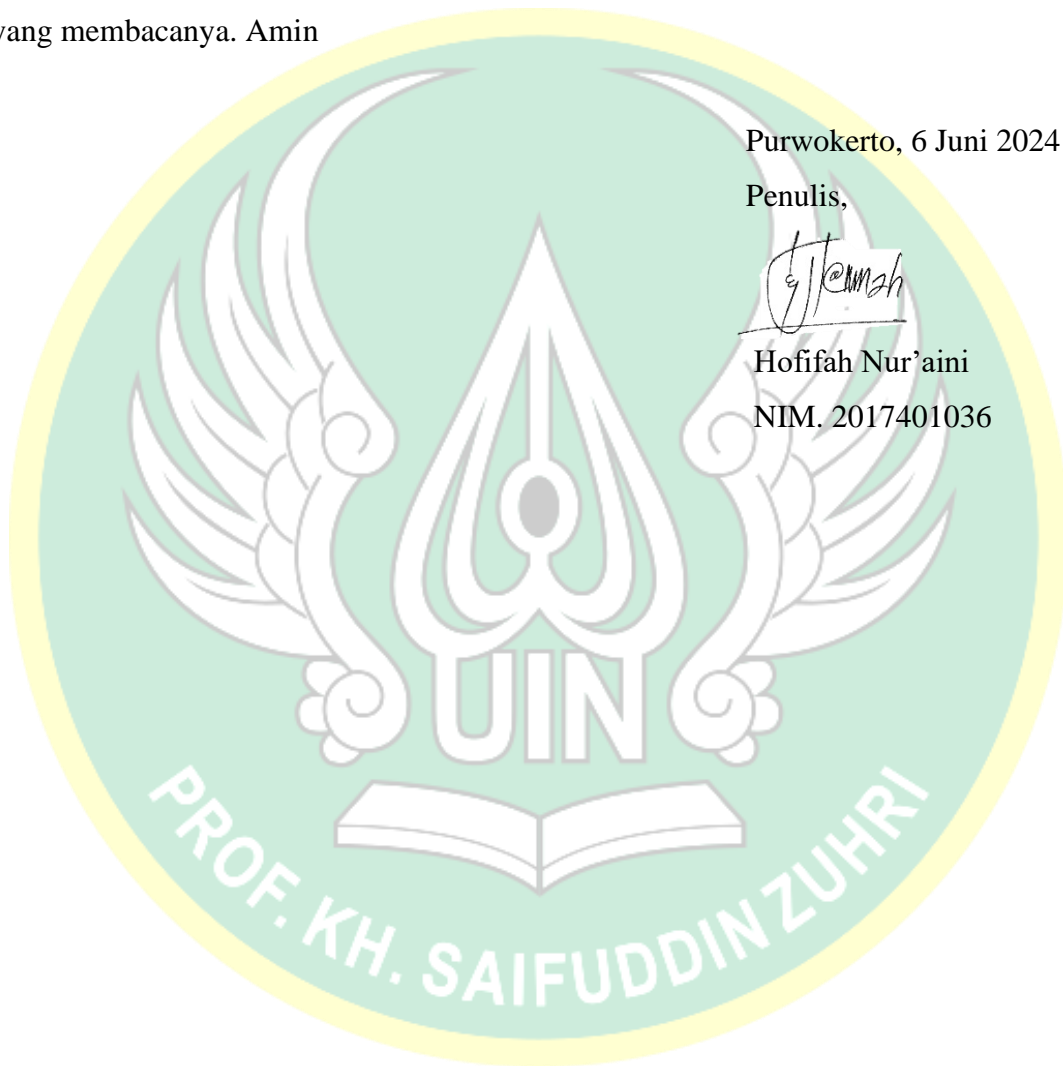 yang membacanya. Amin
Purwokerto, 6 Juni 2024
Penulis,
Hofifah Nur’aini
NIM. 2017401036
UIN
PROF. KH. SAIFUDDIN ZUHRI